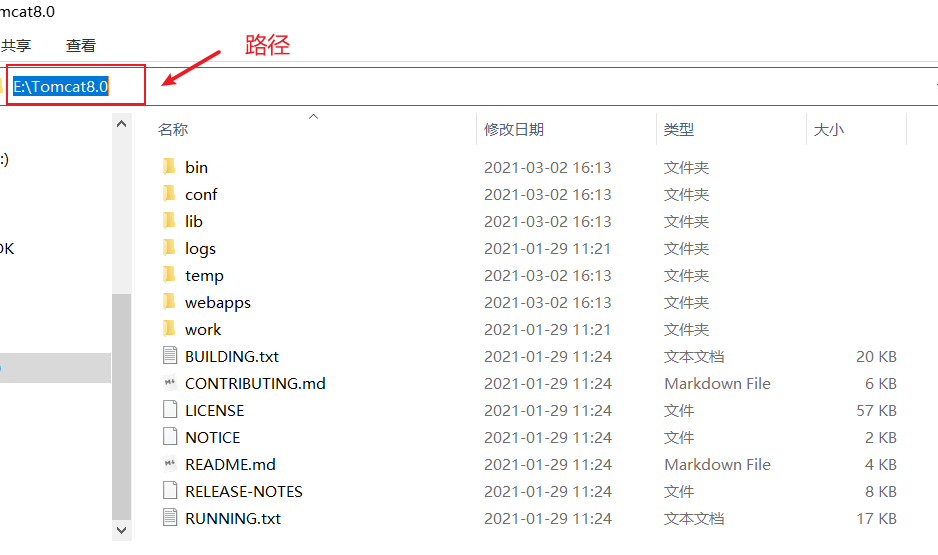 mcat8.0
共享 查看
路径
E:\Tomcat8.0
名称 修改日期 类型 大小
:)
bin 2021-03-02 16:13 文件夹
conf 2021-03-02 16:13 文件夹
lib 2021-03-02 16:13 文件夹
logs 2021-01-29 11:21 文件夹
OK
temp 2021-03-02 16:13 文件夹
webapps 2021-03-02 16:13 文件夹
work 2021-01-29 11:21 文件夹
BUILDING.txt 2021-01-29 11:24 文本文档 20 KB
CONTRIBUTING.md 2021-01-29 11:24 Markdown File 6 KB
LICENSE 2021-01-29 11:24 文件 57 KB
NOTICE 2021-01-29 11:24 文件 2 KB
README.md 2021-01-29 11:24 Markdown File 4 KB
RELEASE-NOTES 2021-01-29 11:24 文件 8 KB
RUNNING.txt 2021-01-29 11:24 文本文档 17 KB